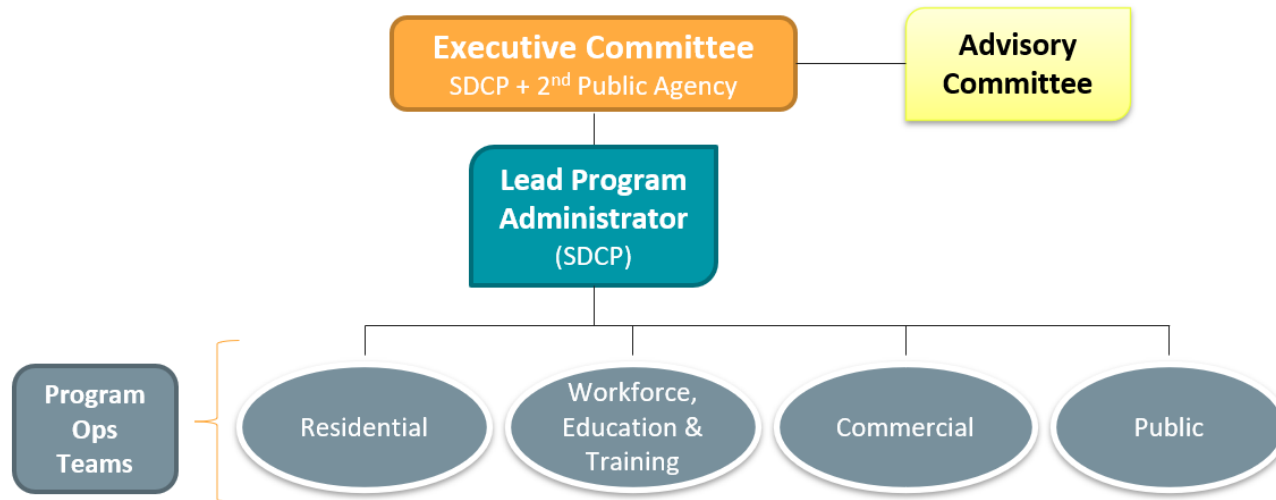 Executive Committee
SDCP + 2nd Public Agency
Advisory
Committee
Lead Program
Administrator
(SDCP)
Program
Ops
Teams
Residential
Workforce,
Education &
Training
Commercial
Public